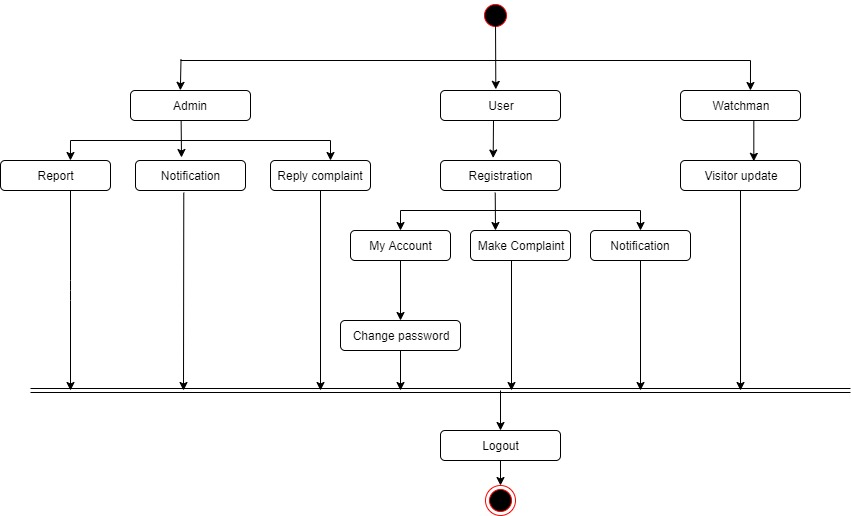 Admin
User
Watchman
Report
Notification
Reply complaint
Registration
Visitor update
My Account
Make Complaint
Notification
Change password
Logout